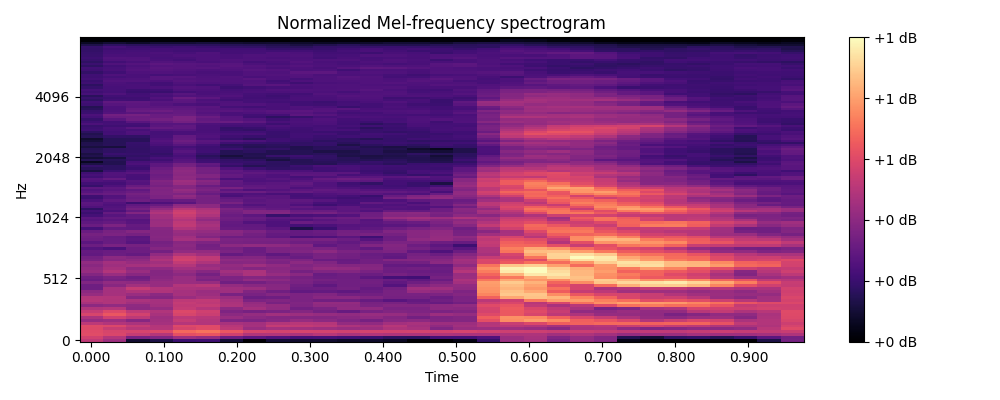 Normalized Mel-frequency spectrogram
+1 dB
4096
+1 dB
2048
+1 dB
Hz
1024
+0 dB
512
+0 dB
0
+0 dB
0.000 0.100 0.200 0.300 0.400 0.500 0.600 0.700 0.800 0.900
Time